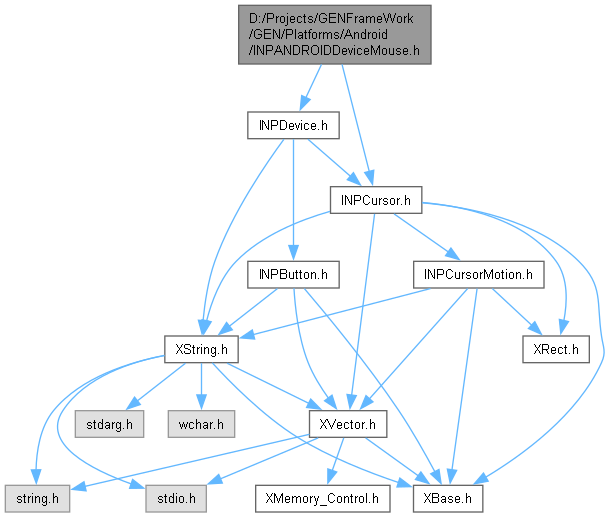 D:/Projects/GENFrameWork
/GEN/Platforms/Android
/INPANDROIDDeviceMouse.h
INPDevice.h
INPCursor.h
INPButton.h
INPCursorMotion.h
XString.h
XRect.h
stdarg.h
wchar.h
XVector.h
string.h
stdio.h
XMemory_Control.h
XBase.h